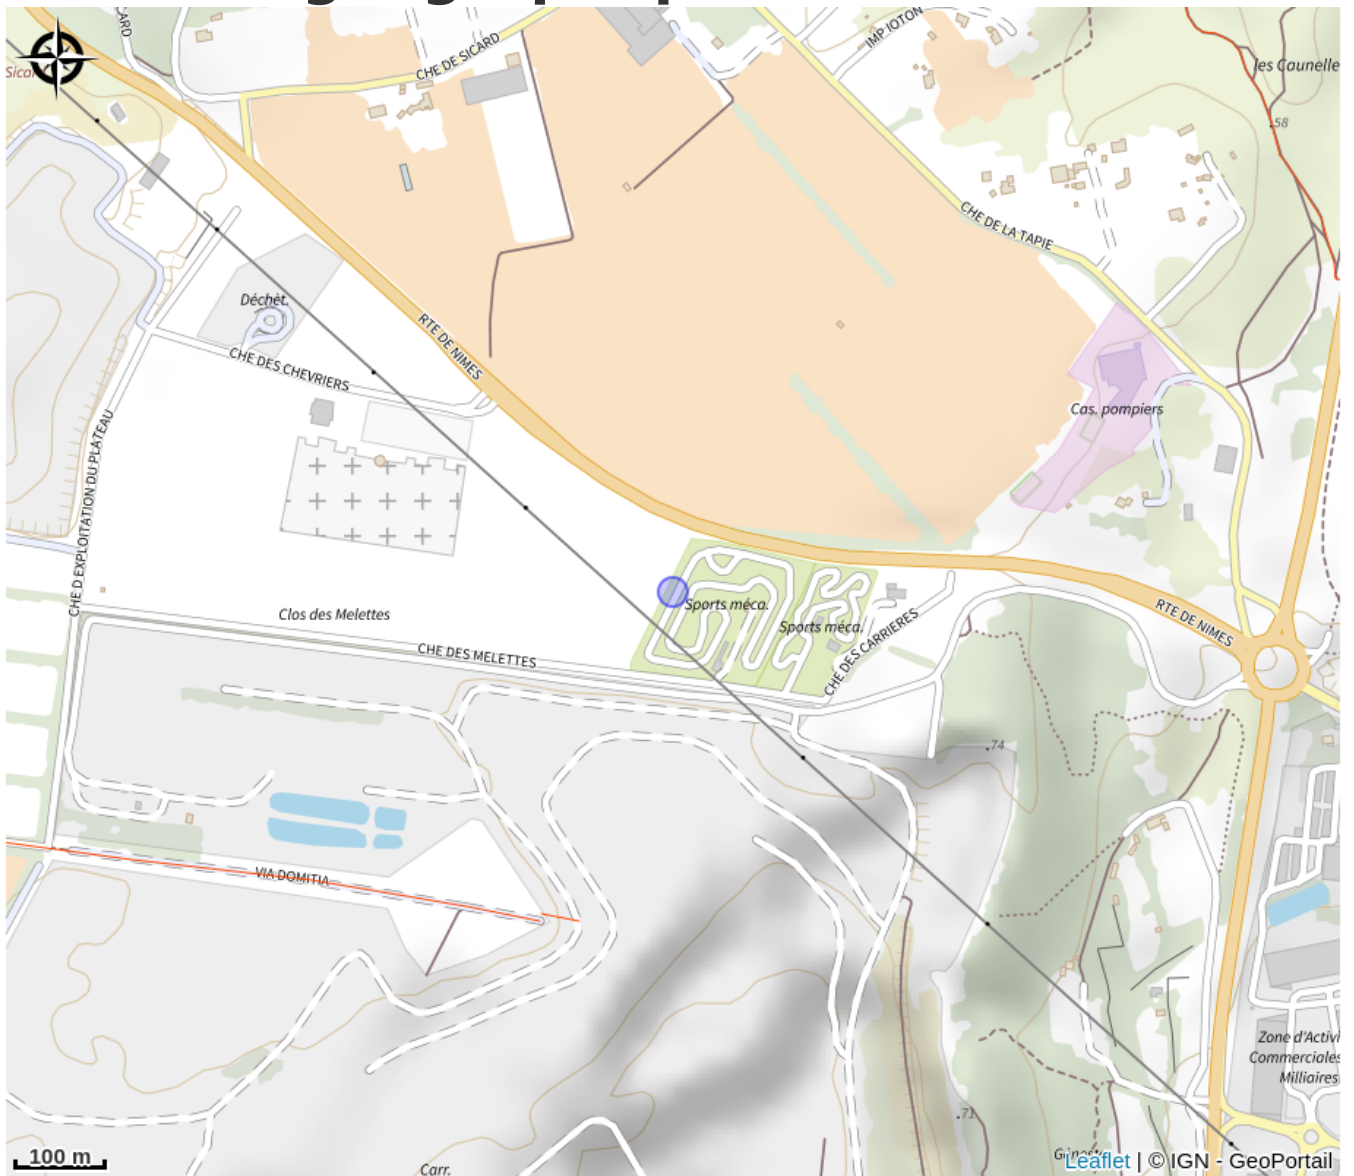 CHE DE SICARD
IMP IOTON
les Caunelle
58
CHE DE LA TAPIE
Déchèt.
RTE DE NIMES
CHE DES CHEVRIERS
Cas. pompiers
CHE D EXPLOITATION DU PLATEAU
Clos des Melettes
Sports méca.
Sports méca.
RTE DE NIMES
CHE DES MELETTES
CHE DES CARRIERES
74
VIA DOMITIA
Zone d'Activi
Commerciales
Milliaires
71
100 m
Carr.
Leaflet | © IGN - GeoPortail